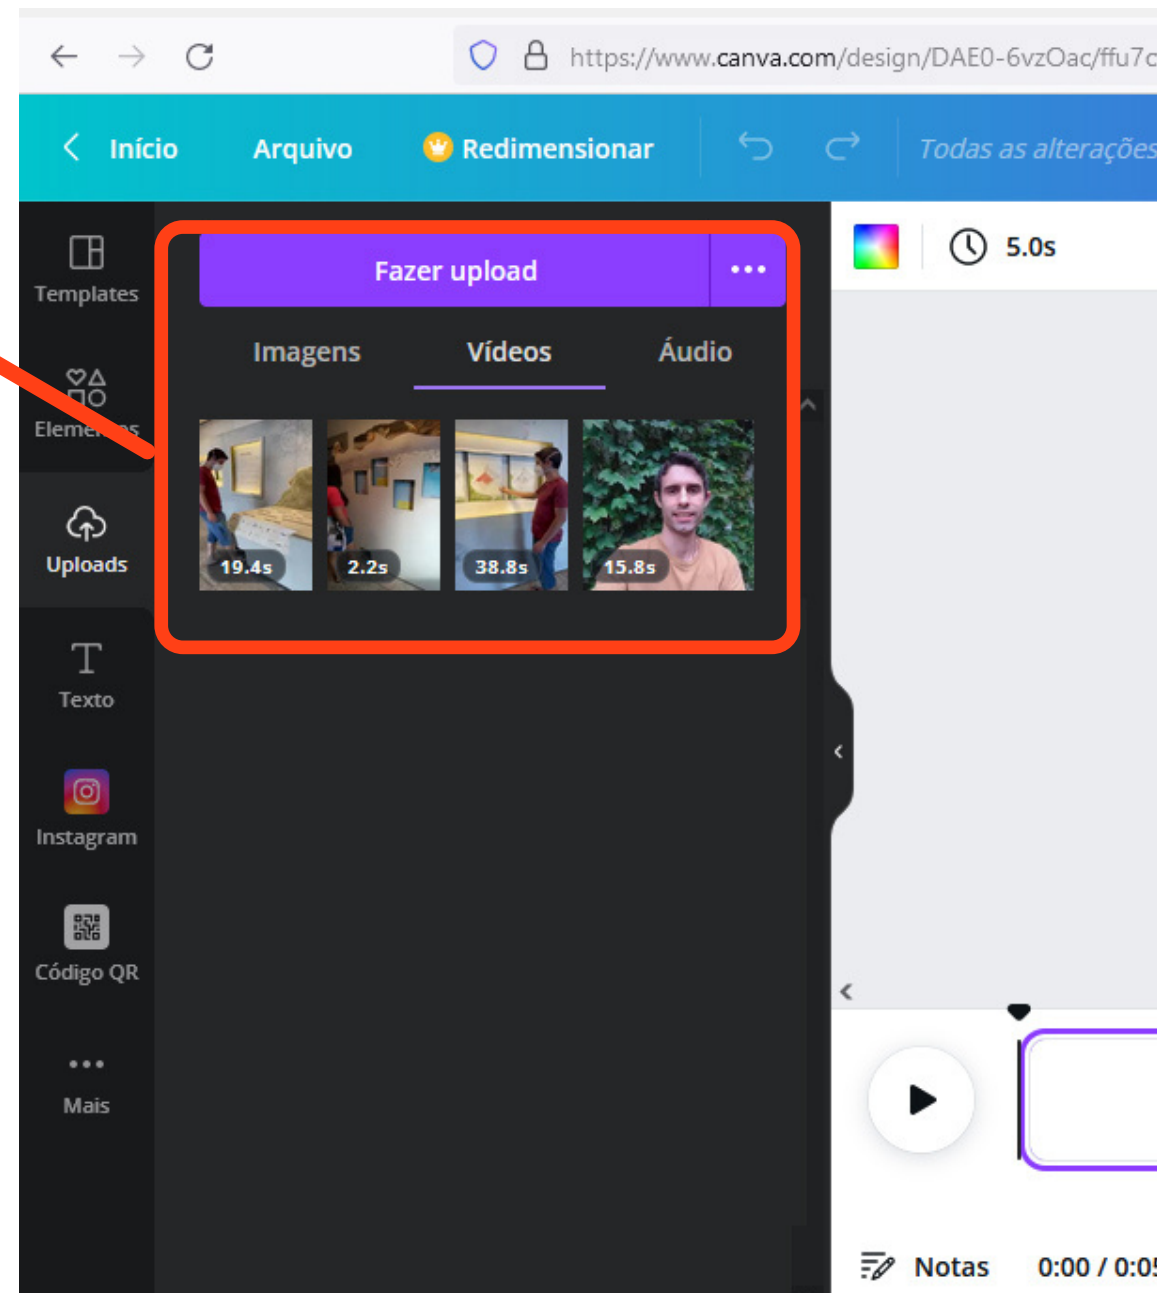 https://www.canva.com/design/DAE0-6vzOac/ffu7c
Início Arquivo Redimensionar Todas as alterações
Templates
Fazer upload
5.0s
Imagens Vídeos Áudio
Elementos
19.4s 2.2s 38.8s 15.8s
Uploads
Texto
Instagram
Código QR
Mais
Notas 0:00 / 0:05